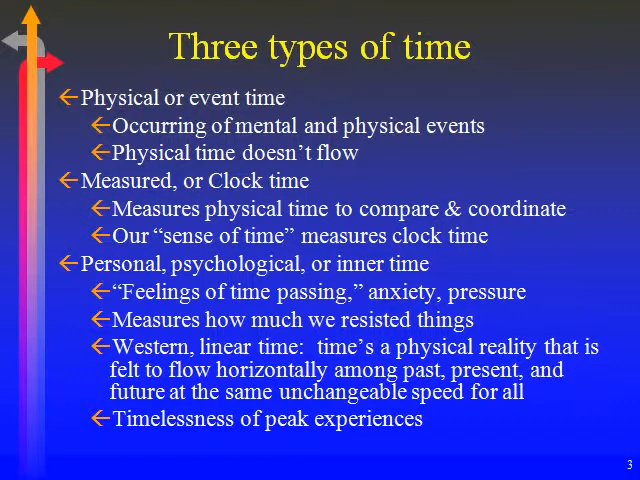 Three types of time
Physical or event time
Occurring of mental and physical events
Physical time doesn't flow
Measured, or Clock time
Measures physical time to compare & coordinate
Our “sense of time” measures clock time
Personal, psychological, or inner time
“Feelings of time passing,” anxiety, pressure
Measures how much we resisted things
Western, linear time:  time's a physical reality that is
felt to flow horizontally among past, present, and
future at the same unchangeable speed for all
Timelessness of peak experiences
3